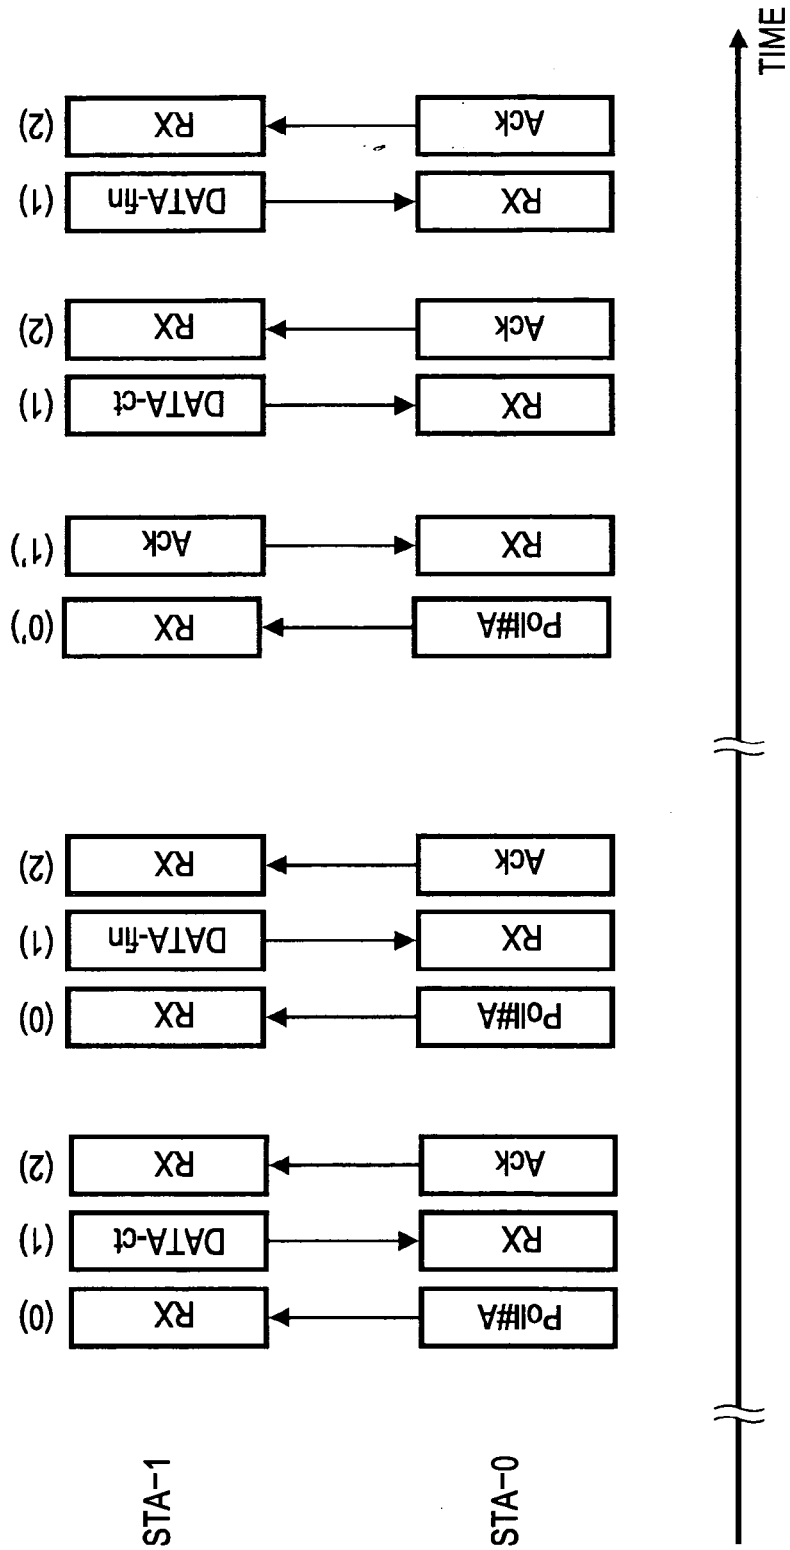 STA-1
STA-0
(0)
RX
Poll#A
(1)
DATA-ct
RX
(2)
RX
Ack
(0)
RX
Poll#A
(1)
DATA-fin
RX
(2)
RX
Ack
(0')
RX
Poll#A
(1')
Ack
RX
(1)
DATA-ct
RX
(2)
RX
Ack
(1)
DATA-fin
RX
(2)
RX
Ack
TIME